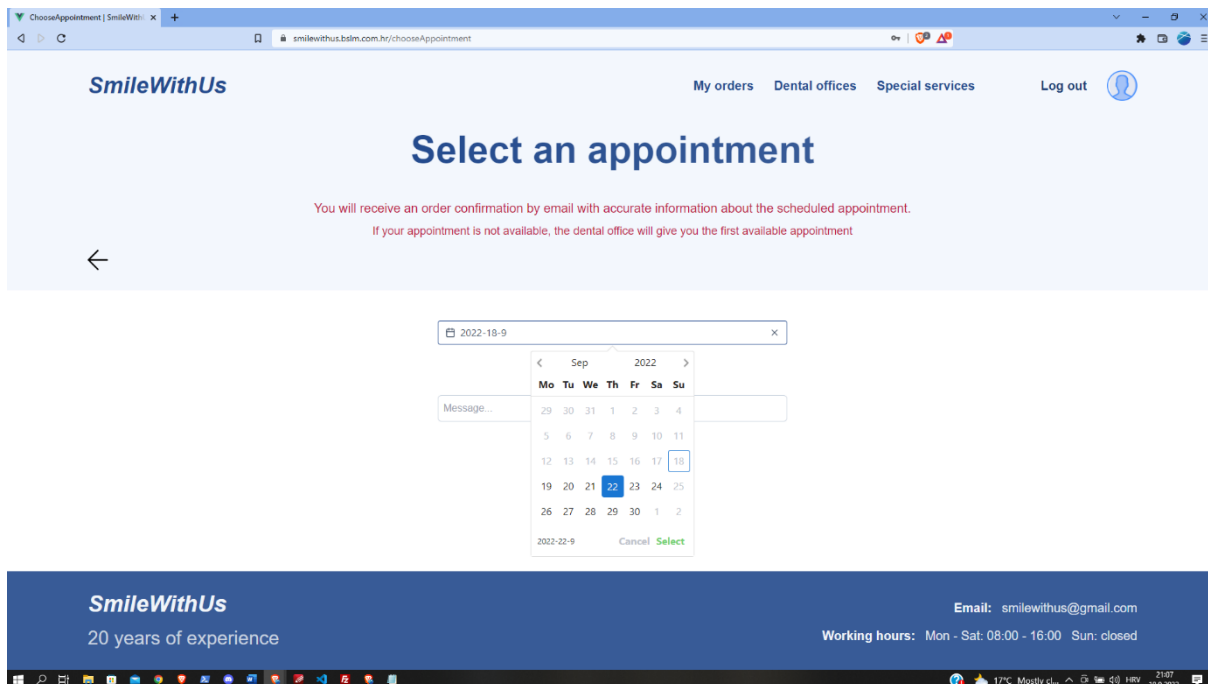 ChooseAppointment | SmileWith
smilewithus.bslm.com.hr/chooseAppointment
SmileWithUs
My orders Dental offices Special services Log out
Select an appointment
You will receive an order confirmation by email with accurate information about the scheduled appointment.
If your appointment is not available, the dental office will give you the first available appointment
2022-18-9
Sep 2022
Mo Tu We Th Fr Sa Su
29 30 31 1 2 3 4
Message...
5 6 7 8 9 10 11
12 13 14 15 16 17 18
19 20 21 22 23 24 25
26 27 28 29 30 1 2
2022-22-9 Cancel Select
SmileWithUs
20 years of experience
Email: smilewithus@gmail.com
Working hours: Mon - Sat: 08:00 - 16:00 Sun: closed
17°C Mostly cl... HRV 21:07